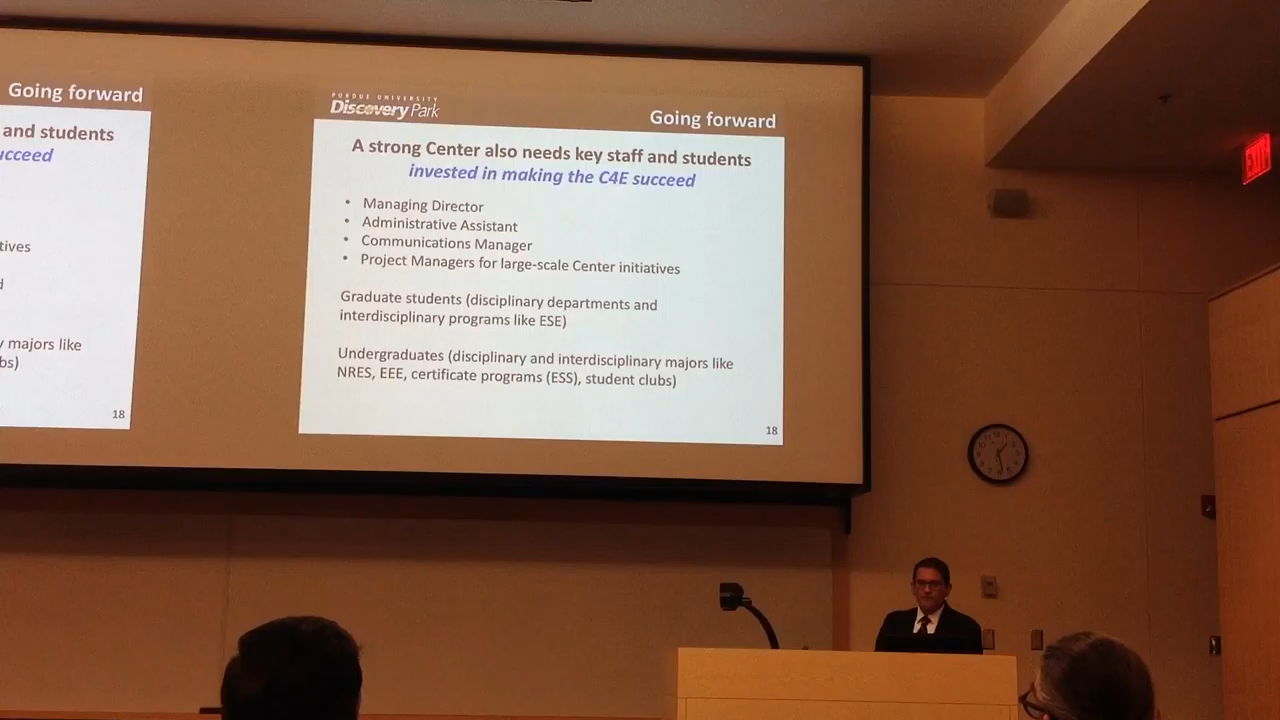 Going forward
and students
ucceed
tives
majors like
bs)
18
PURDUE UNIVERSITY
Discovery Park
Going forward
A strong Center also needs key staff and students
invested in making the C4E succeed
• Managing Director
• Administrative Assistant
• Communications Manager
• Project Managers for large-scale Center initiatives
Graduate students (disciplinary departments and
interdisciplinary programs like ESE)
Undergraduates (disciplinary and interdisciplinary majors like
NRES, EEE, certificate programs (ESS), student clubs)
18
EXIT